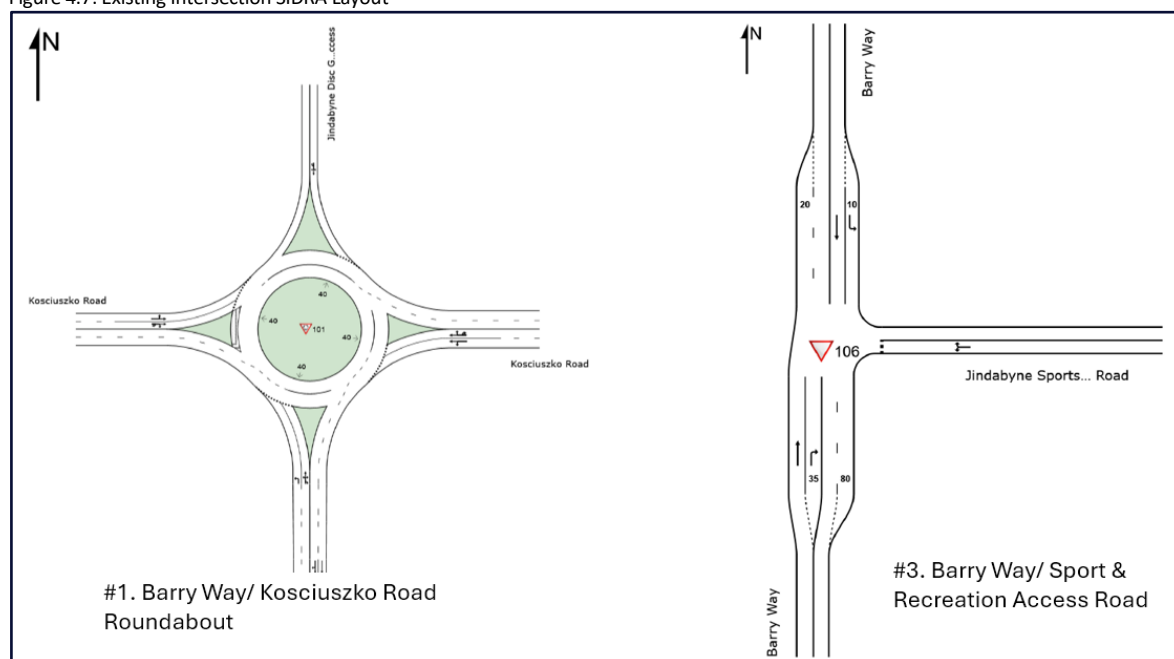 Figure 4.7: Existing Intersection SIDRA Layout
N
Jindabyne Disc G...ccess
Kosciuszko Road
40
40
40
40
101
Kosciuszko Road
#1. Barry Way/ Kosciuszko Road
Roundabout
N
Barry Way
20
10
106
Jindabyne Sports... Road
35
80
Barry Way
#3. Barry Way/ Sport &
Recreation Access Road